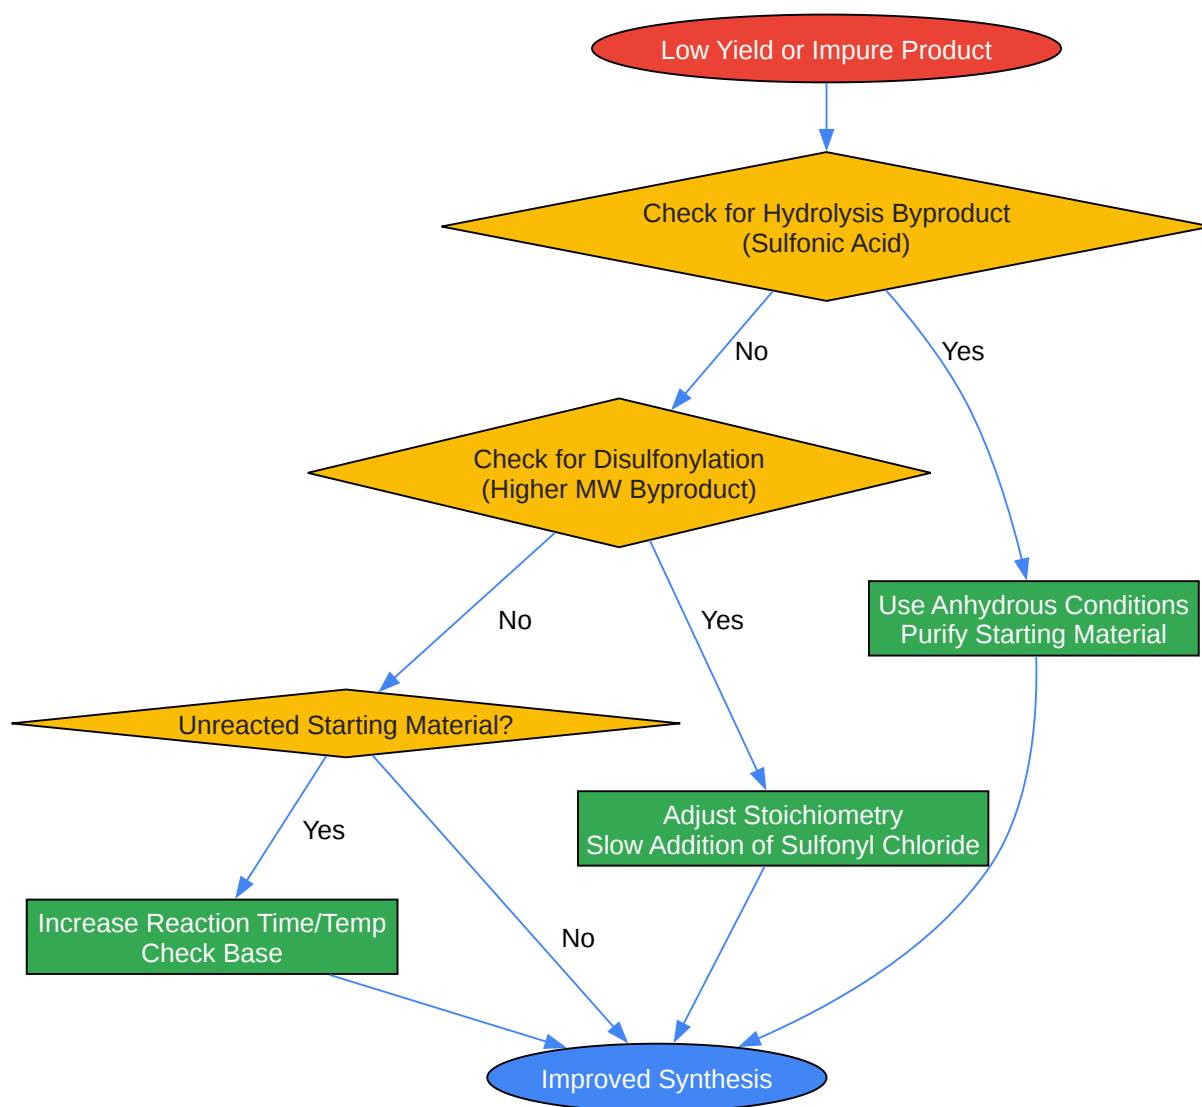 Low Yield or Impure Product
Check for Hydrolysis Byproduct
(Sulfonic Acid)
No
Yes
Check for Disulfonylation
(Higher MW Byproduct)
No
Yes
Use Anhydrous Conditions
Purify Starting Material
Unreacted Starting Material?
Yes
Adjust Stoichiometry
Slow Addition of Sulfonyl Chloride
Increase Reaction Time/Temp
Check Base
No
Improved Synthesis